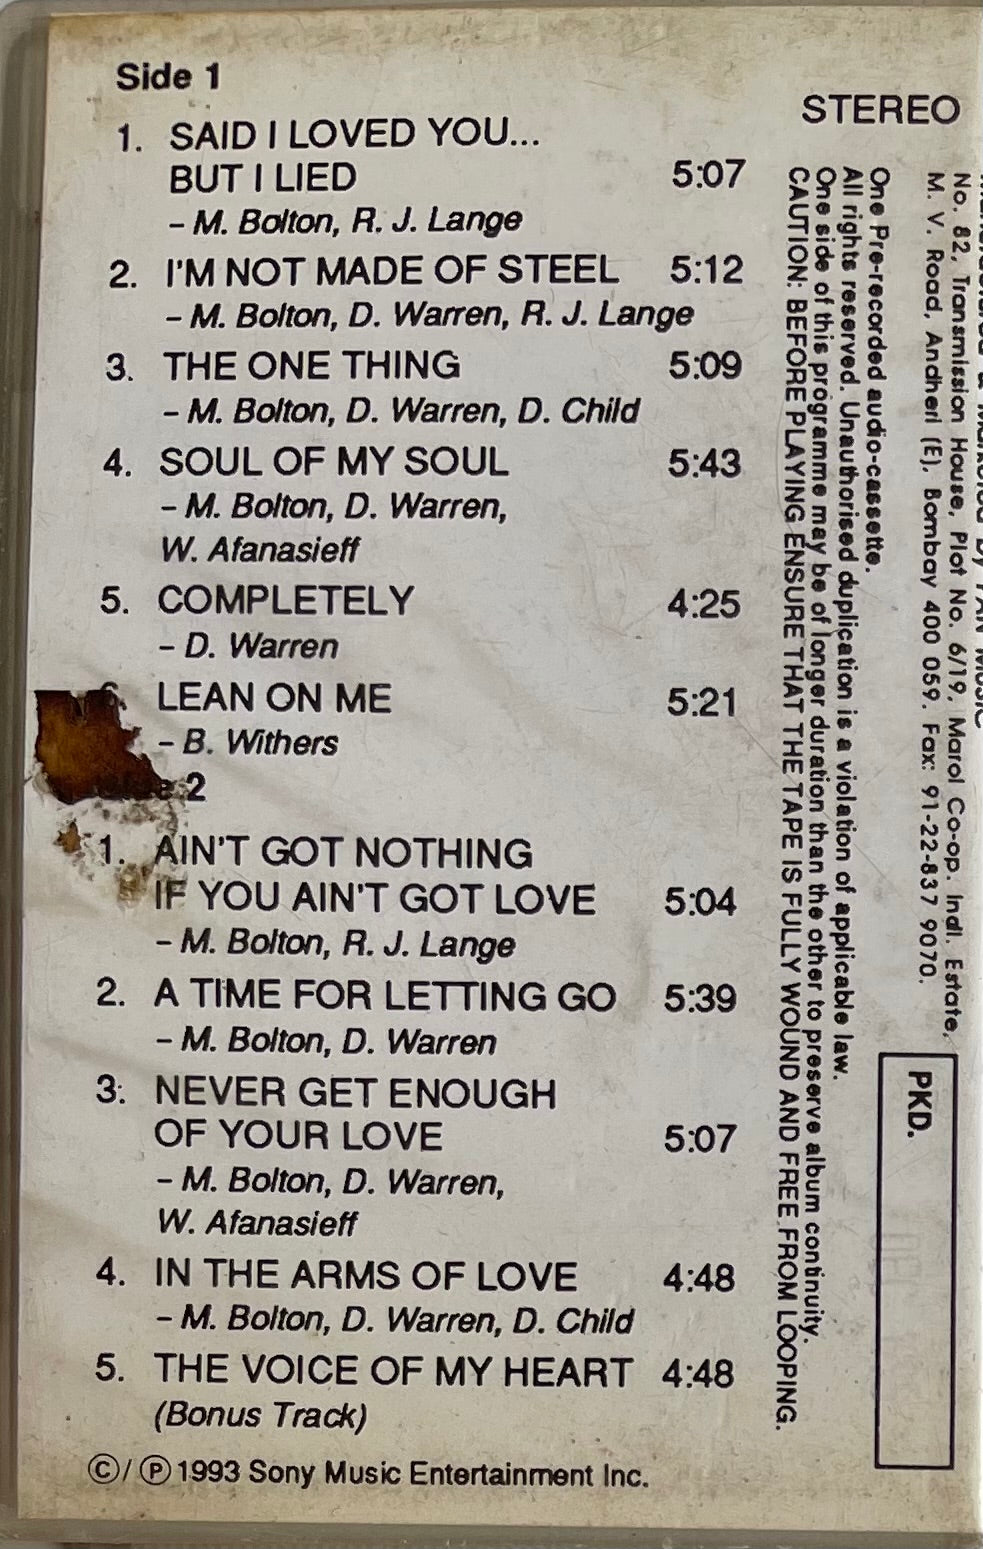 Side 1
1. SAID I LOVED YOU...
BUT I LIED 5:07
– M. Bolton, R. J. Lange
2. I'M NOT MADE OF STEEL 5:12
– M. Bolton, D. Warren, R. J. Lange
3. THE ONE THING 5:09
– M. Bolton, D. Warren, D. Child
4. SOUL OF MY SOUL 5:43
– M. Bolton, D. Warren,
W. Afanasieff
5. COMPLETELY 4:25
– D. Warren
LEAN ON ME 5:21
– B. Withers
2
1. AIN'T GOT NOTHING
IF YOU AIN'T GOT LOVE 5:04
– M. Bolton, R. J. Lange
2. A TIME FOR LETTING GO 5:39
– M. Bolton, D. Warren
3. NEVER GET ENOUGH
OF YOUR LOVE 5:07
– M. Bolton, D. Warren,
W. Afanasieff
4. IN THE ARMS OF LOVE 4:48
– M. Bolton, D. Warren, D. Child
5. THE VOICE OF MY HEART 4:48
(Bonus Track)
©/℗ 1993 Sony Music Entertainment Inc.
STEREO
No. 82, Transmission House, Plot No. 6/19, Marol Co-op. Indl. Estate,
M. V. Road, Andheri (E), Bombay 400 059. Fax: 91-22-837 9070.
One Pre-recorded audio-cassette.
All rights reserved. Unauthorised duplication is a violation of applicable law.
One side of this programme may be of longer duration than the other to preserve album continuity.
CAUTION: BEFORE PLAYING ENSURE THAT THE TAPE IS FULLY WOUND AND FREE FROM LOOPING.
PKD.